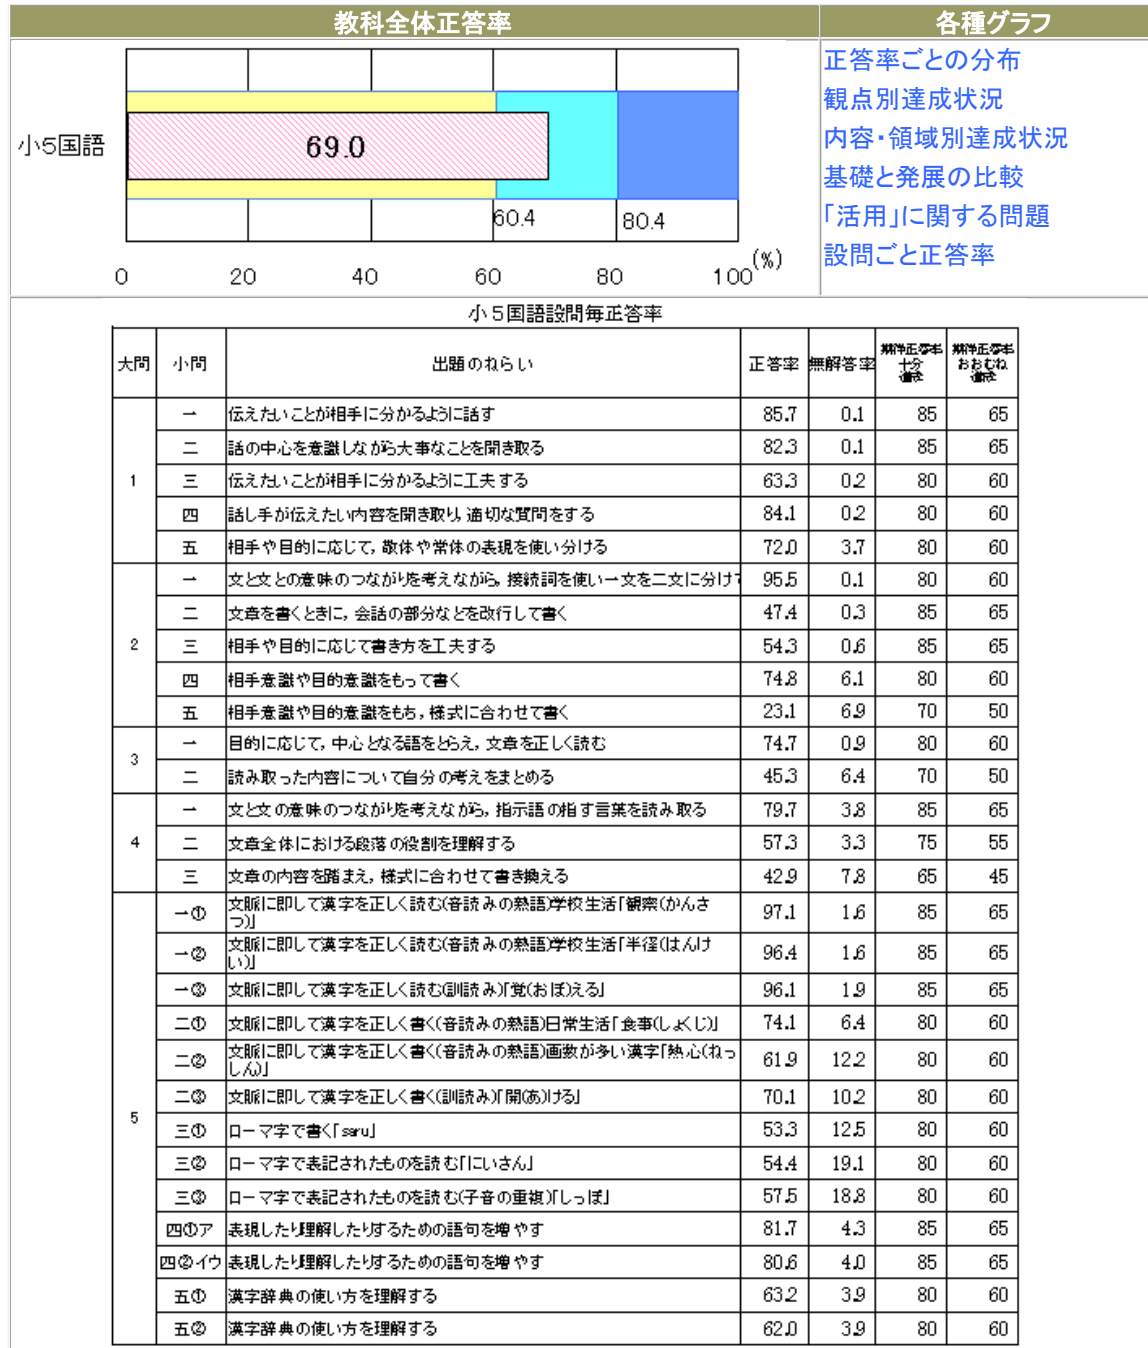 教科全体正答率
各種グラフ
小5国語
69.0
60.4
80.4
0 20 40 60 80 100 (%)
正答率ごとの分布
観点別達成状況
内容・領域別達成状況
基礎と発展の比較
「活用」に関する問題
設問ごと正答率
小5国語設問毎正答率
大問 小問 出題のねらい 正答率 無解答率 期待正答率 十分達成 期待正答率 おおむね達成
1 一 伝えたいことが相手に分かるように話す 85.7 0.1 85 65
二 話の中心を意識しながら大事なことを聞き取る 82.3 0.1 85 65
三 伝えたいことが相手に分かるように工夫する 63.3 0.2 80 60
四 話し手が伝えたい内容を聞き取り，適切な質問をする 84.1 0.2 80 60
五 相手や目的に応じて，敬体や常体の表現を使い分ける 72.0 3.7 80 60
2 一 文と文との意味のつながりを考えながら，接続詞を使い一文を二文に分けて 95.5 0.1 80 60
二 文章を書くときに，会話の部分などを改行して書く 47.4 0.3 85 65
三 相手や目的に応じて書き方を工夫する 54.3 0.6 85 65
四 相手意識や目的意識をもって書く 74.8 6.1 80 60
五 相手意識や目的意識をもち，様式に合わせて書く 23.1 6.9 70 50
3 一 目的に応じて，中心となる語をとらえ，文章を正しく読む 74.7 0.9 80 60
二 読み取った内容について自分の考えをまとめる 45.3 6.4 70 50
4 一 文と文の意味のつながりを考えながら，指示語の指す言葉を読み取る 79.7 3.8 85 65
二 文章全体における段落の役割を理解する 57.3 3.3 75 55
三 文章の内容を踏まえ，様式に合わせて書き換える 42.9 7.8 65 45
5 一① 文脈に即して漢字を正しく読む(音読みの熟語)学校生活「観察(かんさ
つ)」 97.1 1.6 85 65
一② 文脈に即して漢字を正しく読む(音読みの熟語)学校生活「半径(はんけ
い)」 96.4 1.6 85 65
一③ 文脈に即して漢字を正しく読む(訓読み)「覚(おぼ)える」 96.1 1.9 85 65
二① 文脈に即して漢字を正しく書く(音読みの熟語)日常生活「食事(しょくじ)」 74.1 6.4 80 60
二② 文脈に即して漢字を正しく書く(音読みの熟語)画数が多い漢字「熱心(ねっ
しん)」 61.9 12.2 80 60
二③ 文脈に即して漢字を正しく書く(訓読み)「開(あ)ける」 70.1 10.2 80 60
三① ローマ字で書く「saru」 53.3 12.5 80 60
三② ローマ字で表記されたものを読む「にいさん」 54.4 19.1 80 60
三③ ローマ字で表記されたものを読む(子音の重複)「しっぽ」 57.5 18.8 80 60
四①ア 表現したり理解したりするための語句を増やす 81.7 4.3 85 65
四②イウ 表現したり理解したりするための語句を増やす 80.6 4.0 85 65
五① 漢字辞典の使い方を理解する 63.2 3.9 80 60
五② 漢字辞典の使い方を理解する 62.0 3.9 80 60